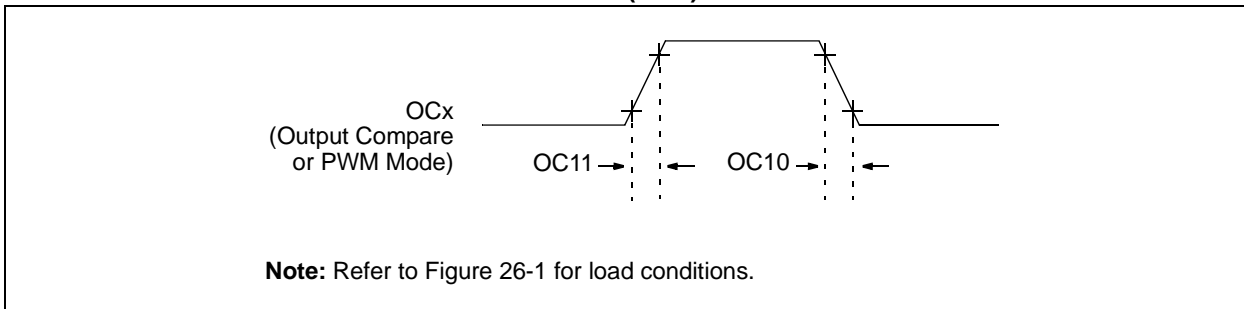 OCx
(Output Compare
or PWM Mode)
OC11
OC10
Note: Refer to Figure 26-1 for load conditions.